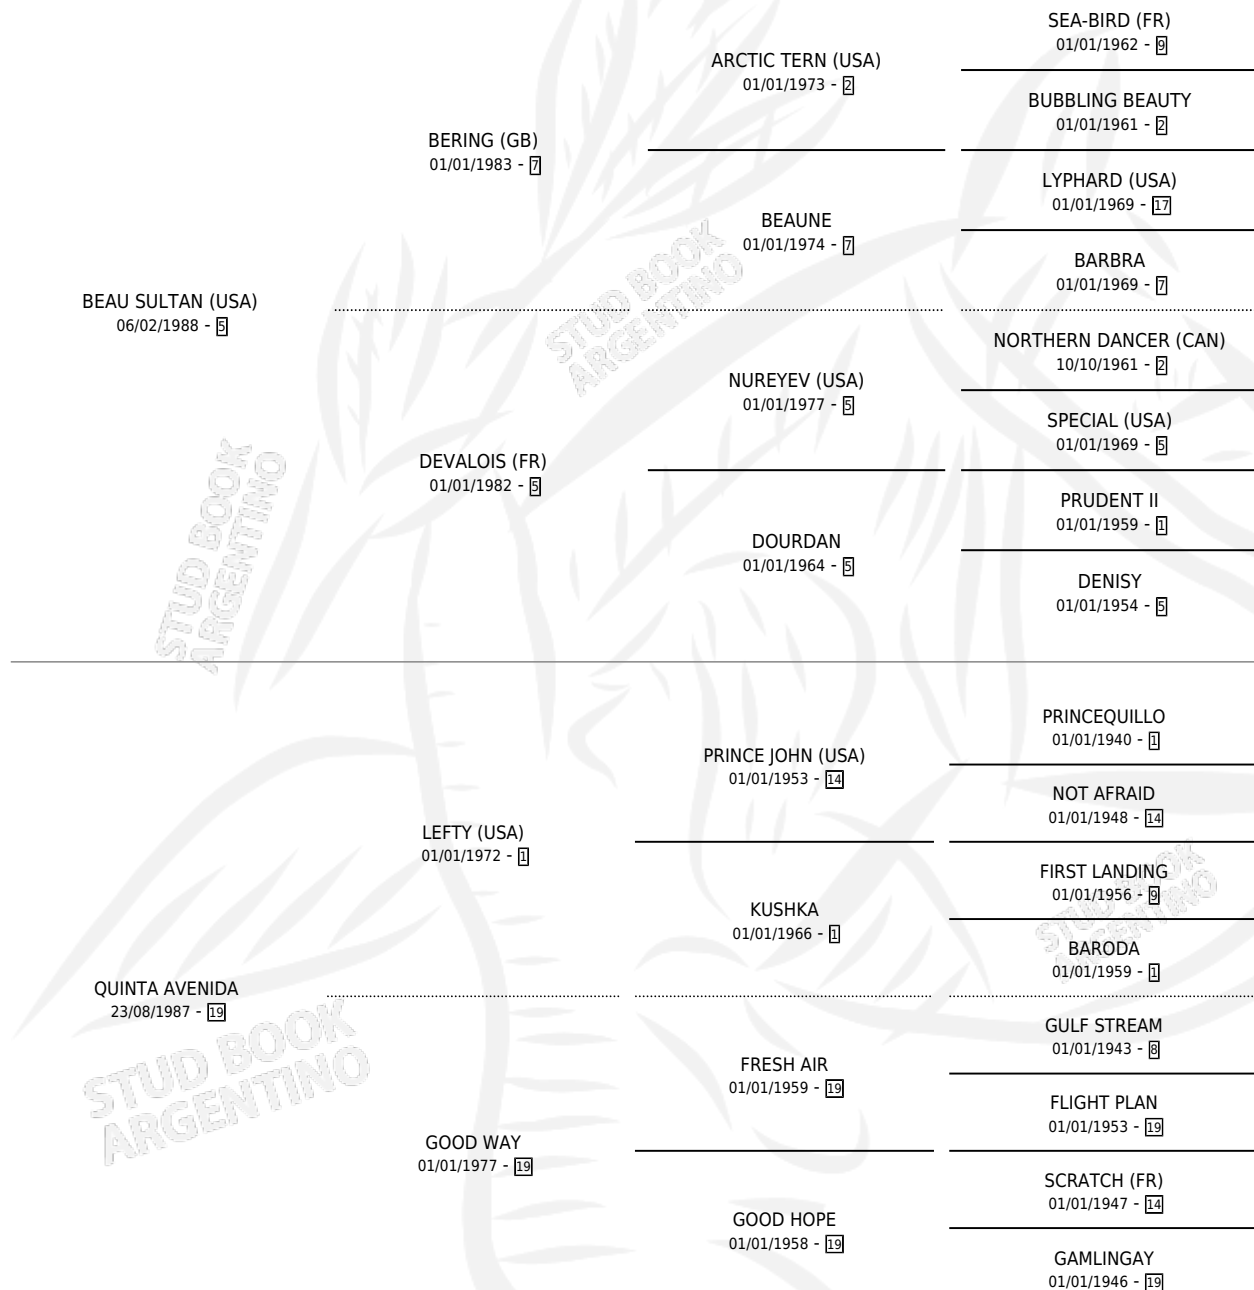 SEA-BIRD (FR)
01/01/1962 - 9
ARCTIC TERN (USA)
01/01/1973 - 2
BUBBLING BEAUTY
01/01/1961 - 2
BERING (GB)
01/01/1983 - 7
LYPHARD (USA)
01/01/1969 - 17
BEAUNE
01/01/1974 - 7
BARBRA
01/01/1969 - 7
BEAU SULTAN (USA)
06/02/1988 - 5
NORTHERN DANCER (CAN)
10/10/1961 - 2
NUREYEV (USA)
01/01/1977 - 5
SPECIAL (USA)
01/01/1969 - 5
DEVALOIS (FR)
01/01/1982 - 5
PRUDENT II
01/01/1959 - 1
DOURDAN
01/01/1964 - 5
DENISY
01/01/1954 - 5
PRINCEQUILLO
01/01/1940 - 1
PRINCE JOHN (USA)
01/01/1953 - 14
NOT AFRAID
01/01/1948 - 14
LEFTY (USA)
01/01/1972 - 1
FIRST LANDING
01/01/1956 - 9
KUSHKA
01/01/1966 - 1
BARODA
01/01/1959 - 1
QUINTA AVENIDA
23/08/1987 - 19
GULF STREAM
01/01/1943 - 8
FRESH AIR
01/01/1959 - 19
FLIGHT PLAN
01/01/1953 - 19
GOOD WAY
01/01/1977 - 19
SCRATCH (FR)
01/01/1947 - 14
GOOD HOPE
01/01/1958 - 19
GAMLINGAY
01/01/1946 - 19
STUD BOOK
ARGENTINO
STUD BOOK
ARGENTINO
STUD BOOK
ARGENTINO
STUD BOOK
ARGENTINO